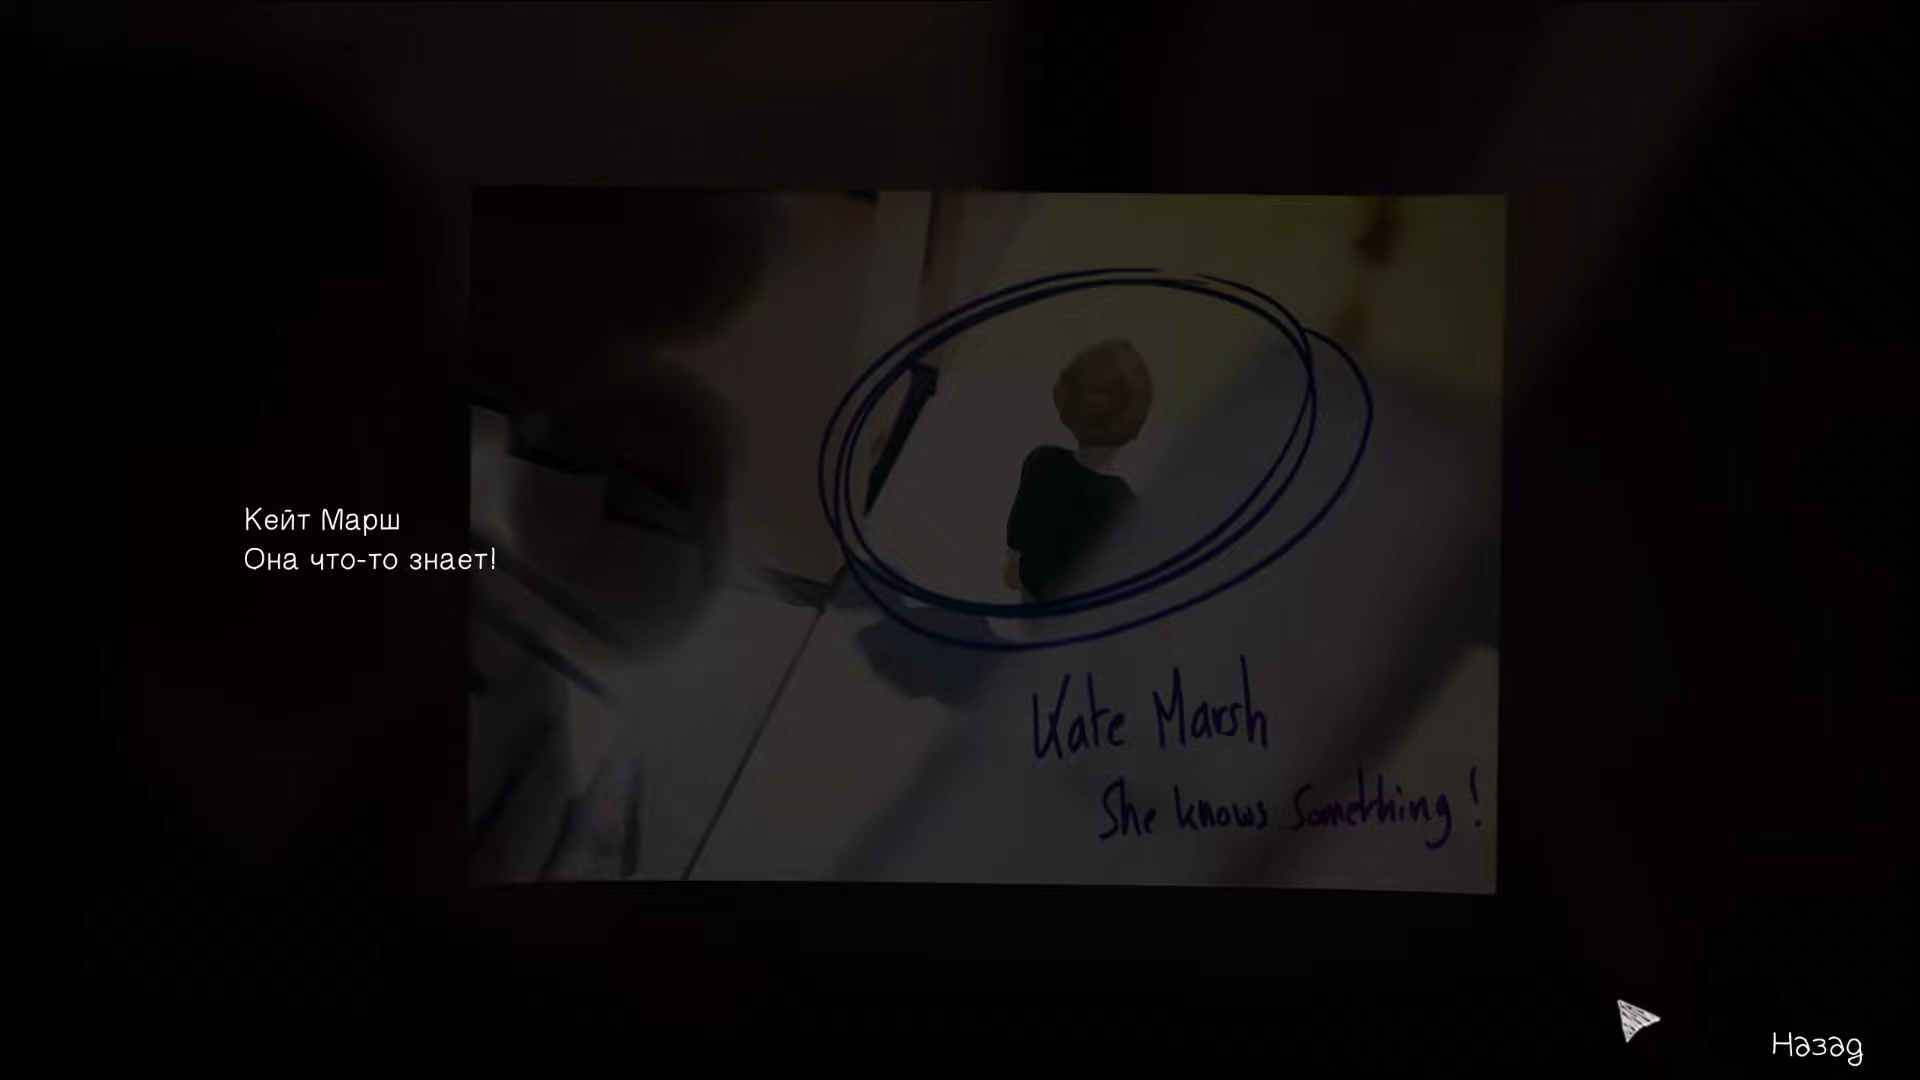 Кейт Марш
Она что-то знает!
Kate Marsh
She knows Something!
Назад